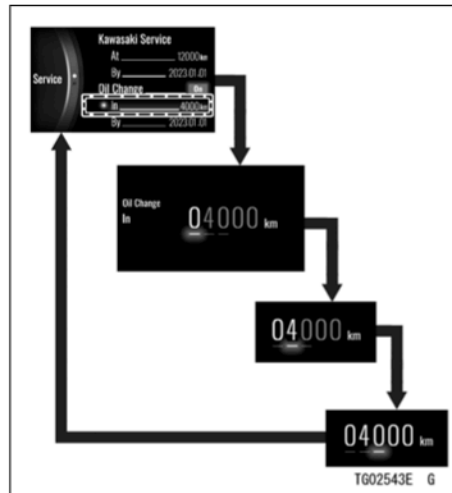 Kawasaki Service
At 12000km
By 2023.01.01
Service
Oil Change On
In 4000km
By 2023.01.01
Oil Change
In
04000 km
04000 km
04000 km
TG02543E G